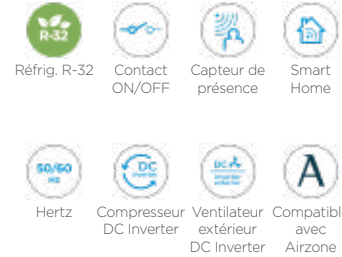 R-32
Réfrig. R-32
Contact
ON/OFF
Capteur de
présence
Smart
Home
50/60
HZ
Hertz
DC
Inverter
Compresseur
DC Inverter
DC
Ventilateur
extérieur
DC Inverter
A
Compatibl
avec
Airzone